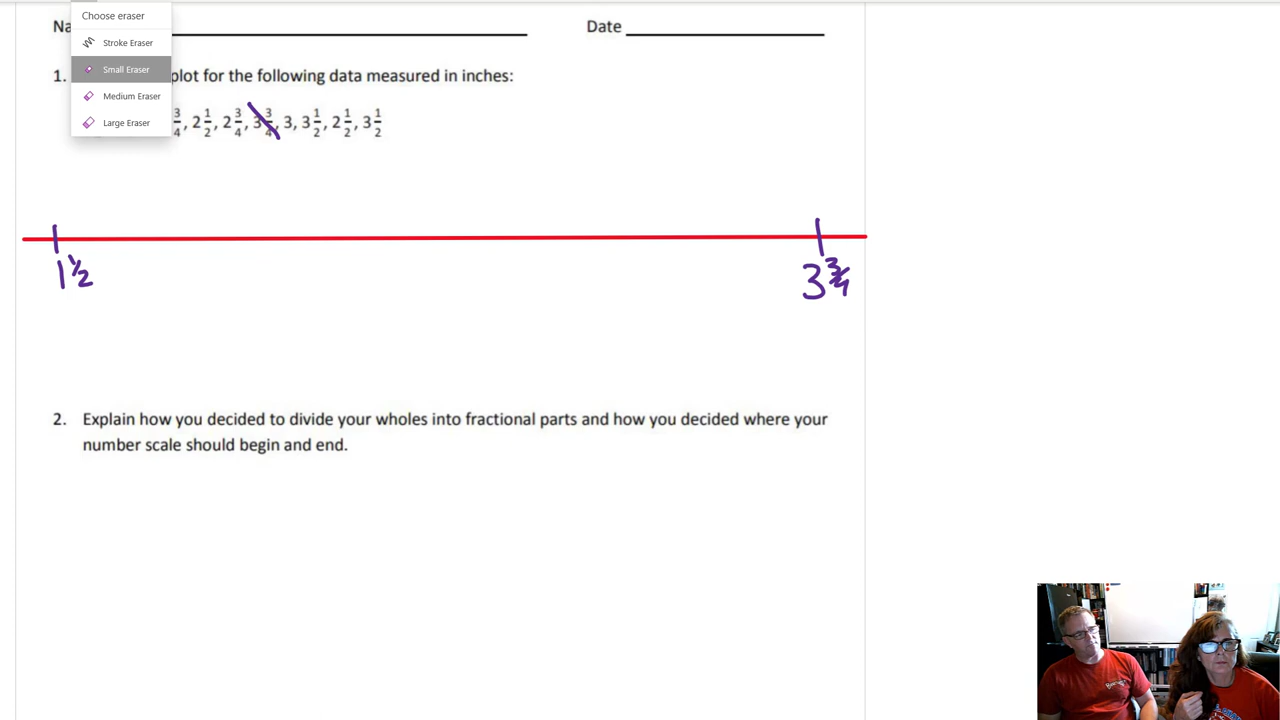 Choose eraser
Stroke Eraser
Small Eraser
Medium Eraser
Large Eraser
Na Date
1. plot for the following data measured in inches:
3/4, 2 1/2, 2 3/4, 3 3/4, 3, 3 1/2, 2 1/2, 3 1/2
1 1/2 3 3/4
2. Explain how you decided to divide your wholes into fractional parts and how you decided where your
number scale should begin and end.